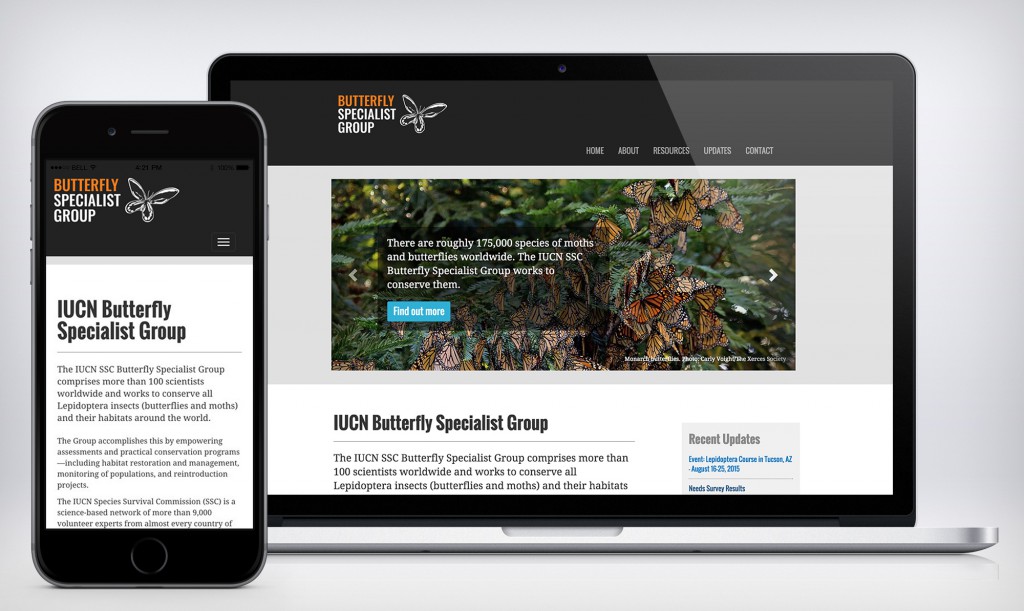 BELL 4:21 PM 100%
BUTTERFLY
SPECIALIST
GROUP
IUCN Butterfly
Specialist Group
The IUCN SSC Butterfly Specialist Group
comprises more than 100 scientists
worldwide and works to conserve all
Lepidoptera insects (butterflies and moths)
and their habitats around the world.
The Group accomplishes this by empowering
assessments and practical conservation programs
—including habitat restoration and management,
monitoring of populations, and reintroduction
projects.
The IUCN Species Survival Commission (SSC) is a
science-based network of more than 9,000
volunteer experts from almost every country of
BUTTERFLY
SPECIALIST
GROUP
HOME ABOUT RESOURCES UPDATES CONTACT
There are roughly 175,000 species of moths
and butterflies worldwide. The IUCN SSC
Butterfly Specialist Group works to
conserve them.
Find out more
Monarch butterflies. Photo: Carly Voight/The Xerces Society
IUCN Butterfly Specialist Group
The IUCN SSC Butterfly Specialist Group comprises more than
100 scientists worldwide and works to conserve all
Lepidoptera insects (butterflies and moths) and their habitats
Recent Updates
Event: Lepidoptera Course in Tucson, AZ
- August 16-25, 2015
Needs Survey Results